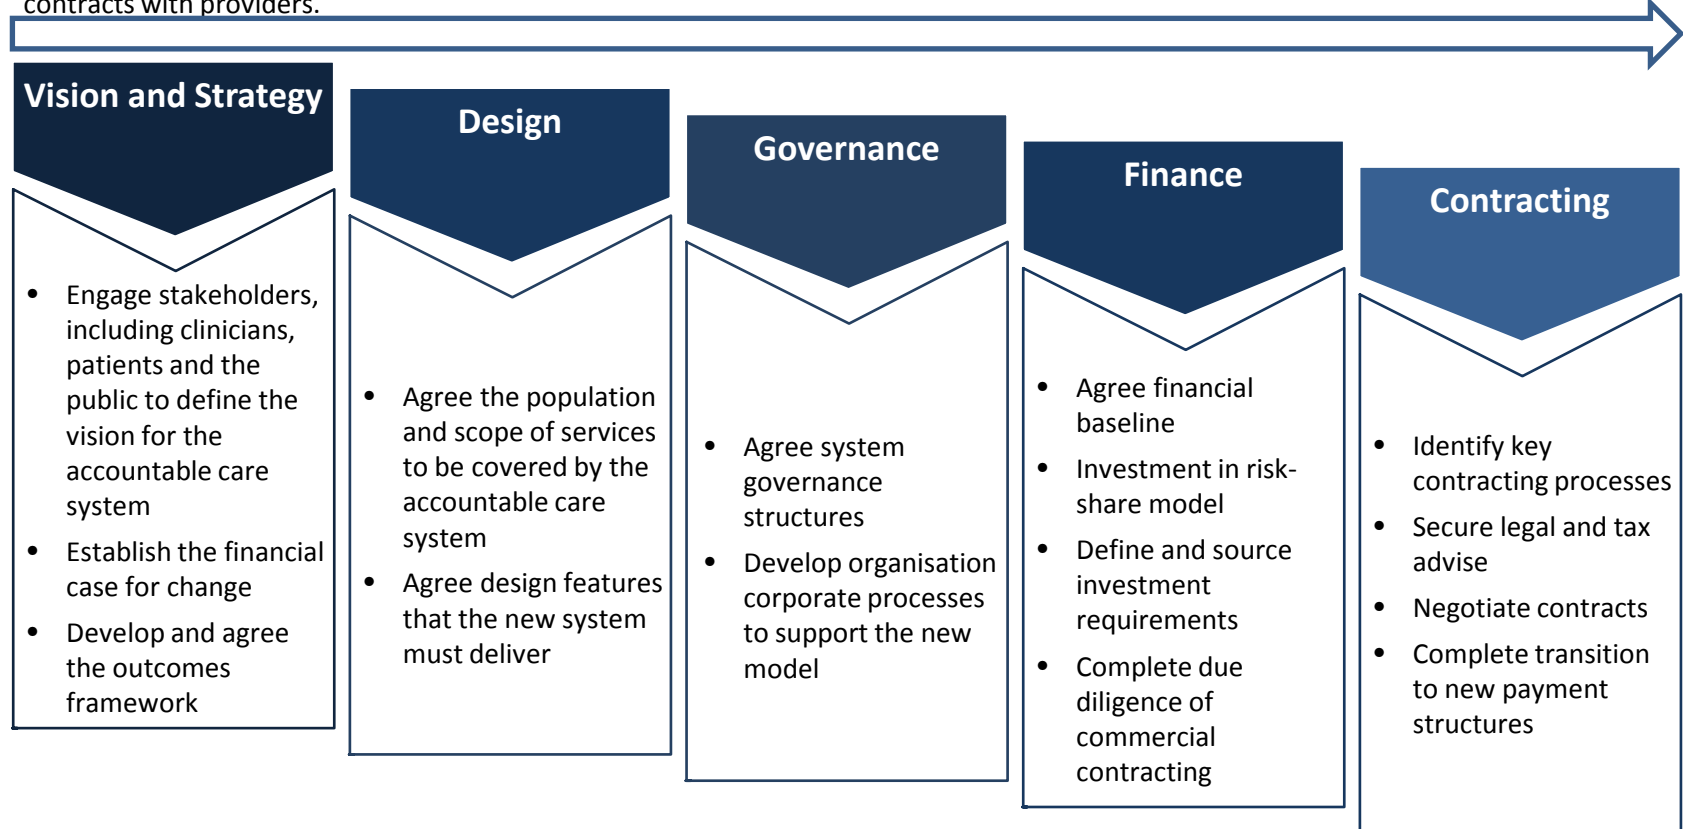 contracts with providers.
Vision and Strategy
• Engage stakeholders,
including clinicians,
patients and the
public to define the
vision for the
accountable care
system
• Establish the financial
case for change
• Develop and agree
the outcomes
framework
Design
• Agree the population
and scope of services
to be covered by the
accountable care
system
• Agree design features
that the new system
must deliver
Governance
• Agree system
governance
structures
• Develop organisation
corporate processes
to support the new
model
Finance
• Agree financial
baseline
• Investment in risk-
share model
• Define and source
investment
requirements
• Complete due
diligence of
commercial
contracting
Contracting
• Identify key
contracting processes
• Secure legal and tax
advise
• Negotiate contracts
• Complete transition
to new payment
structures